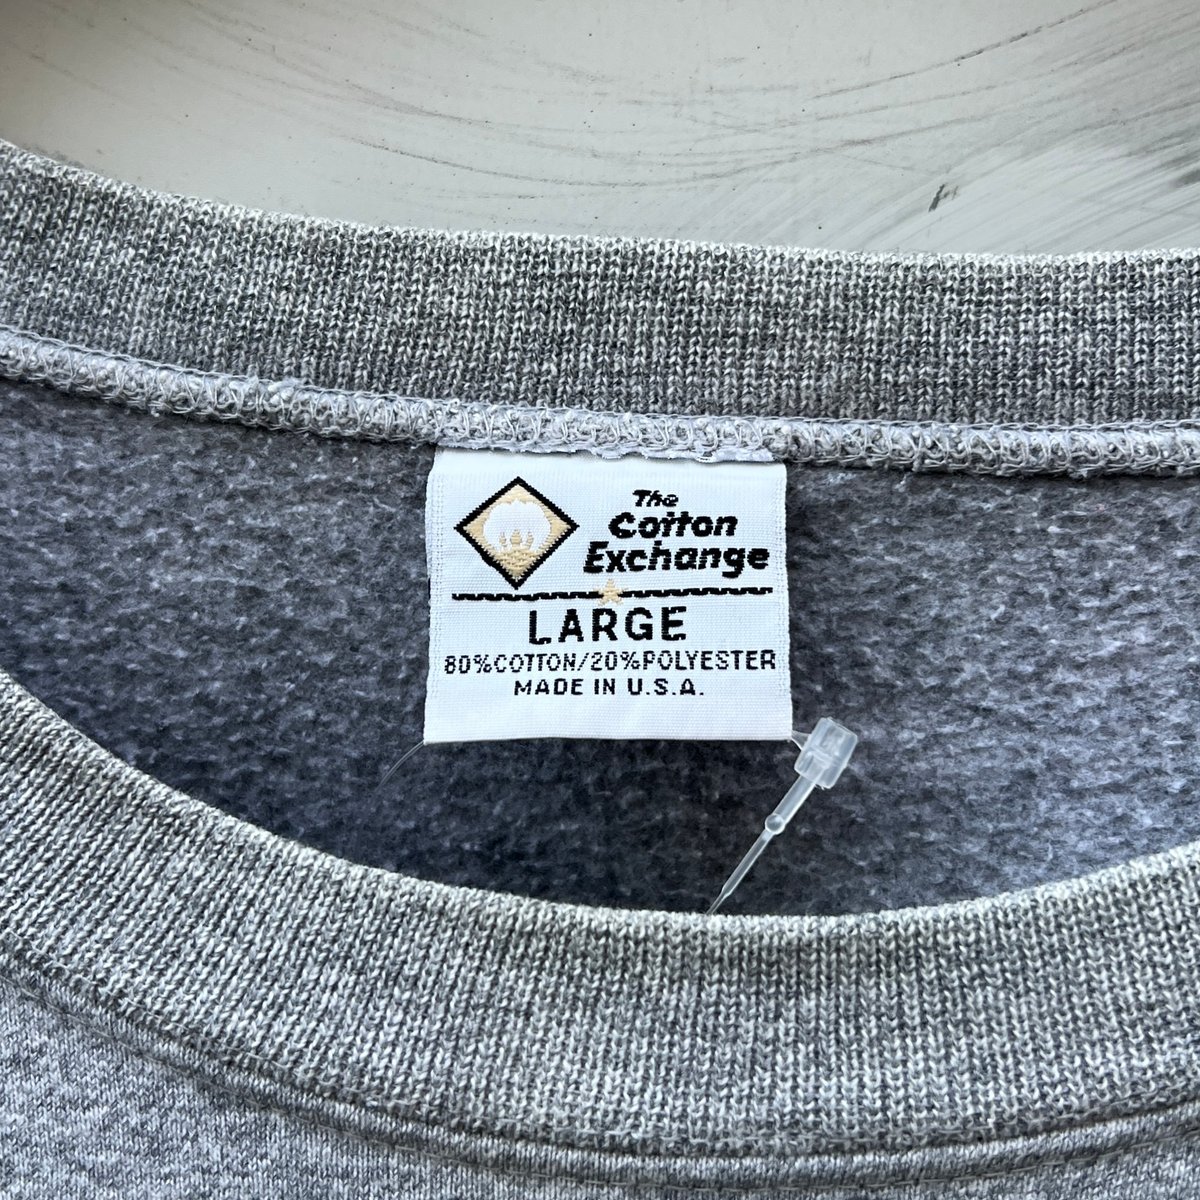 The
Cotton
Exchange
LARGE
80%COTTON/20%POLYESTER
MADE IN U.S.A.